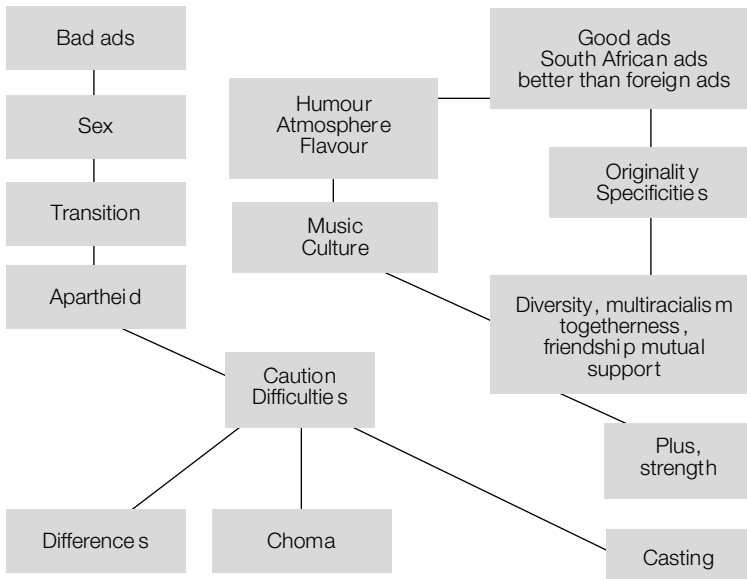 Bad ads
Good ads
South African ads
better than foreign ads
Humour
Atmosphere
Flavour
Sex
Originality
Specificities
Transition
Music
Culture
Apartheid
Diversity, multiracialism
togetherness,
friendship mutual
support
Caution
Difficulties
Plus,
strength
Differences
Choma
Casting